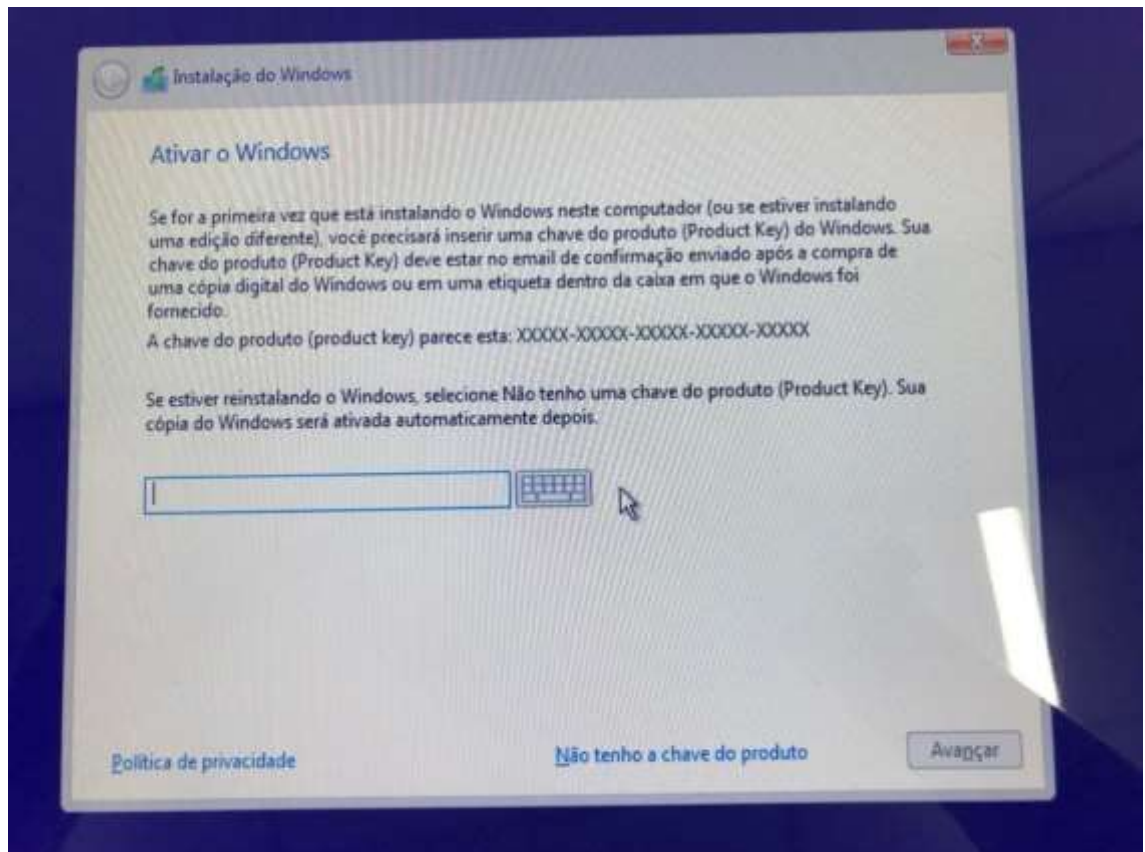 Instalação do Windows
Ativar o Windows
Se for a primeira vez que está instalando o Windows neste computador (ou se estiver instalando
uma edição diferente), você precisará inserir uma chave do produto (Product Key) do Windows. Sua
chave do produto (Product Key) deve estar no email de confirmação enviado após a compra de
uma cópia digital do Windows ou em uma etiqueta dentro da caixa em que o Windows foi
fornecido.
A chave do produto (product key) parece esta: XXXXX-XXXXX-XXXXX-XXXXX-XXXXX
Se estiver reinstalando o Windows, selecione Não tenho uma chave do produto (Product Key). Sua
cópia do Windows será ativada automaticamente depois.
Política de privacidade
Não tenho a chave do produto
Avançar